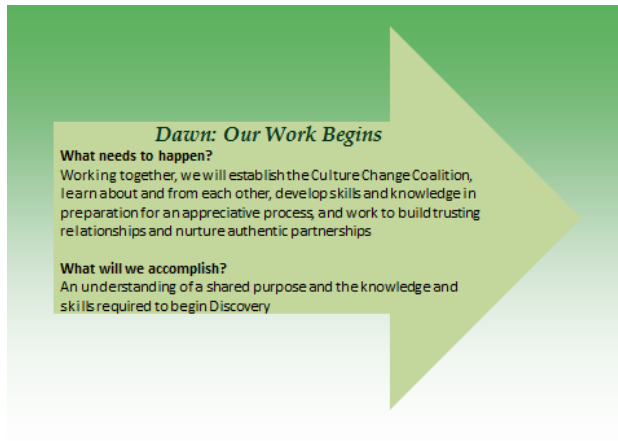 Dawn: Our Work Begins
What needs to happen?
Working together, we will establish the Culture Change Coalition,
learn about and from each other, develop skills and knowledge in
preparation for an appreciative process, and work to build trusting
relationships and nurture authentic partnerships
What will we accomplish?
An understanding of a shared purpose and the knowledge and
skills required to begin Discovery